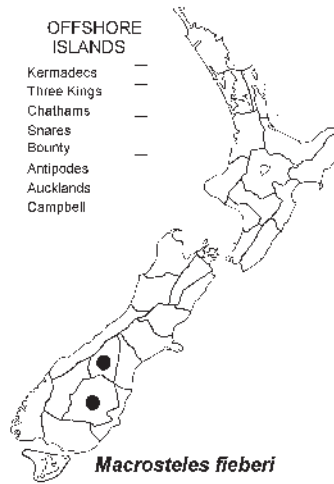 OFFSHORE
ISLANDS
Kermadecs
Three Kings
Chathams
Snares
Bounty
Antipodes
Aucklands
Campbell
Macrosteles fieberi